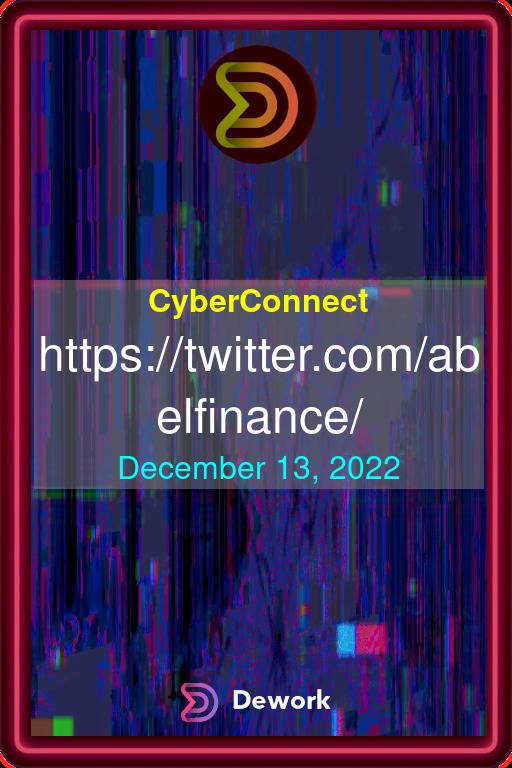 CyberConnect
https://twitter.com/ab
elfinance/
December 13, 2022
Dework